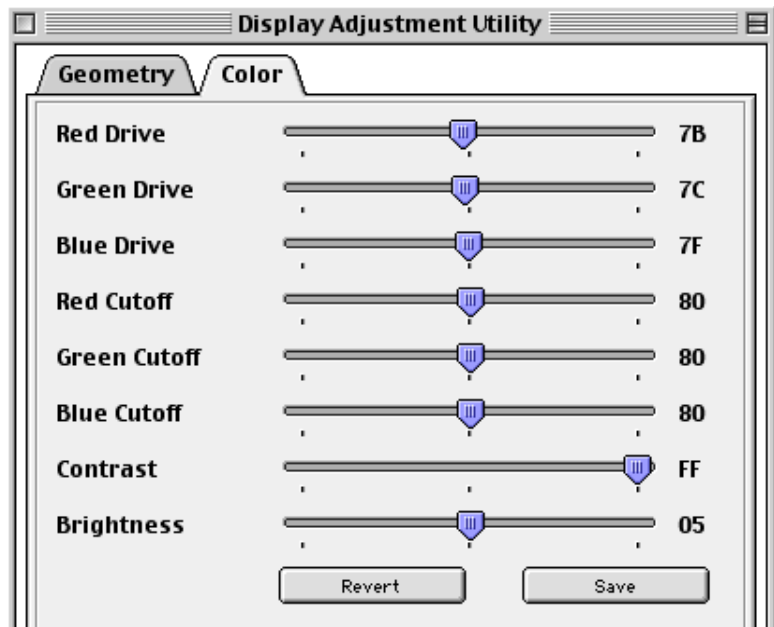 Display Adjustment Utility
Geometry Color
Red Drive 7B
Green Drive 7C
Blue Drive 7F
Red Cutoff 80
Green Cutoff 80
Blue Cutoff 80
Contrast FF
Brightness 05
Revert Save